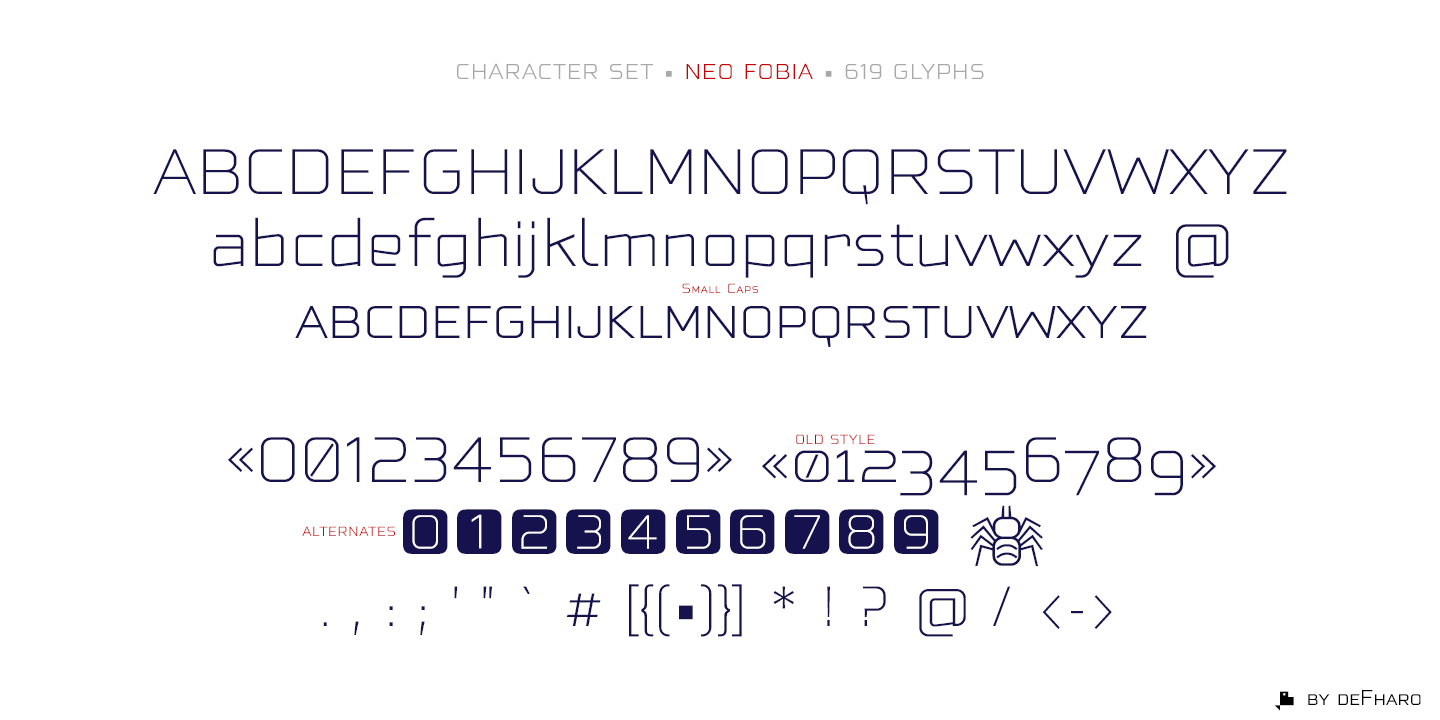 CHARACTER SET ▪ NEO FOBIA ▪ 619 GLYPHS
ABCDEFGHIJKLMNOPQRSTUVWXYZ
abcdefghijklmnopqrstuvwxyz @
Small Caps
ABCDEFGHIJKLMNOPQRSTUVWXYZ
«00123456789» OLD STYLE «0123456789»
ALTERNATES 0 1 2 3 4 5 6 7 8 9
. , : ; ' " ` # [{(▪)}] * ! ? @ / < - >
BY DEFHARO